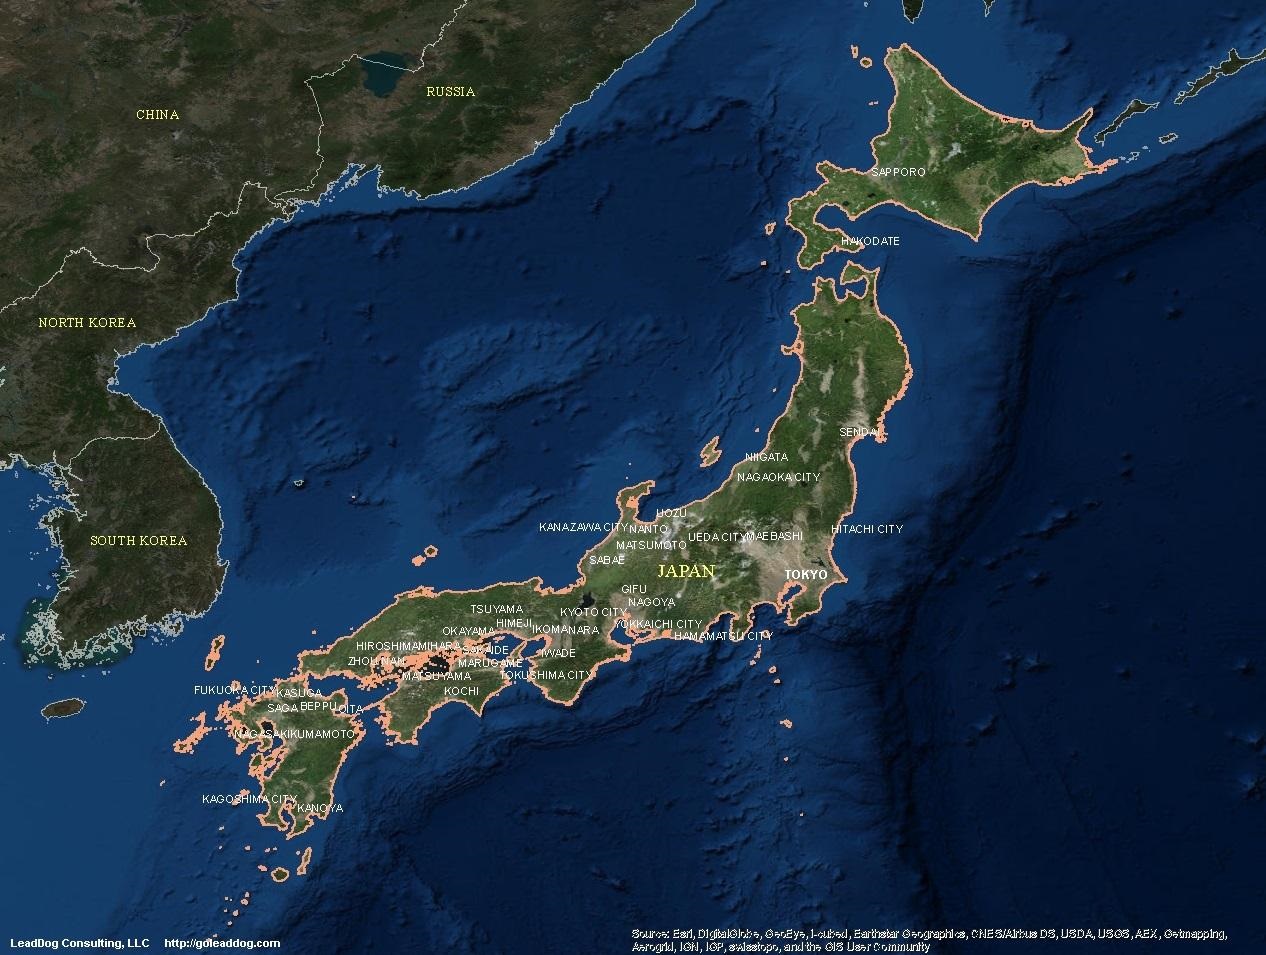 RUSSIA
CHINA
SAPPORO
HAKODATE
NORTH KOREA
SENDAI
NIIGATA
NAGAOKA CITY
HOZU
KANAZAWA CITY
NANTO
HITACHI CITY
UEDA CITY
MAEBASHI
SOUTH KOREA
MATSUMOTO
SABAE
JAPAN
TOKYO
GIFU
NAGOYA
TSUYAMA
KYOTO CITY
HIMEJI
YOKKAICHI CITY
OKAYAMA
IKOMA
NARA
HAMAMATSU CITY
HIROSHIMA
MIHARA
SAKAIDE
IWADE
ZHOU NAN
MARUGAME
MATSUYAMA
TOKUSHIMA CITY
FUKUOKA CITY
KASUGA
KOCHI
SAGA
BEPPU
OITA
NAGASAKI
KUMAMOTO
KAGOSHIMA CITY
KANOYA
LeadDog Consulting, LLC http://goleaddog.com
Source: Esri, DigitalGlobe, GeoEye, i-cubed, Earthstar Geographics, CNES/Airbus DS, USDA, USGS, AEX, Getmapping,
Aerogrid, IGN, IGP, swisstopo, and the GIS User Community